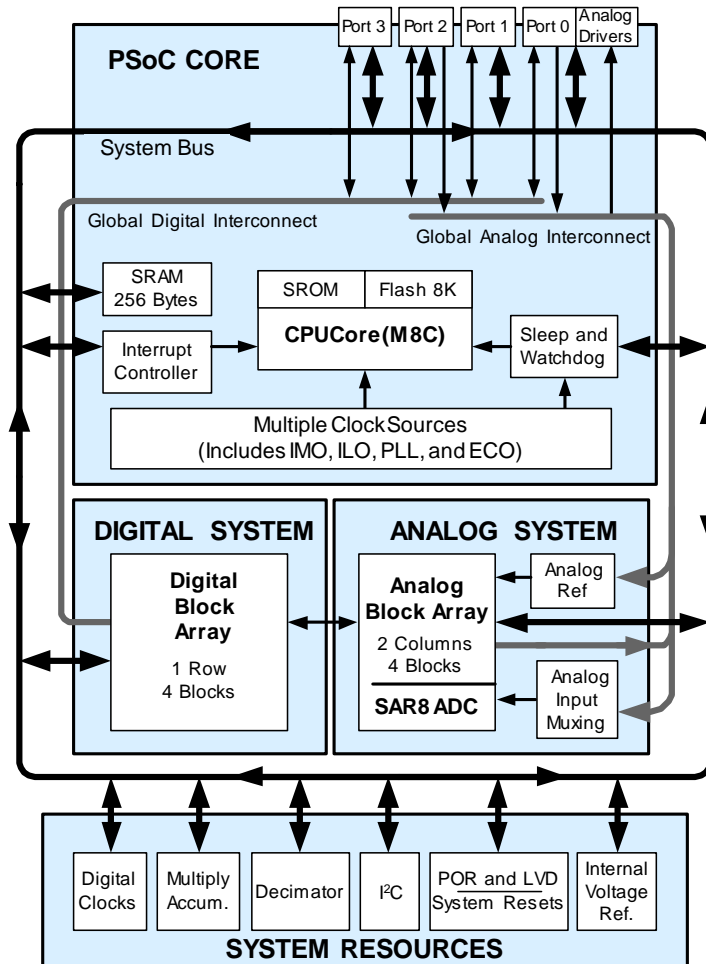 Port 3 Port 2 Port 1 Port 0 Analog
Drivers
PSoC CORE
System Bus
Global Digital Interconnect
Global Analog Interconnect
SRAM
256 Bytes
SROM Flash 8K
CPUCore(M8C)
Interrupt
Controller
Sleep and
Watchdog
Multiple ClockSources
(Includes IMO, ILO, PLL, and ECO)
DIGITAL SYSTEM
Digital
Block
Array
1 Row
4 Blocks
ANALOG SYSTEM
Analog
Block Array
2 Columns
4 Blocks
SAR8 ADC
Analog
Ref
Analog
Input
Muxing
Digital
Clocks
Multiply
Accum.
Decimator
I²C
POR and LVD
System Resets
Internal
Voltage
Ref.
SYSTEM RESOURCES